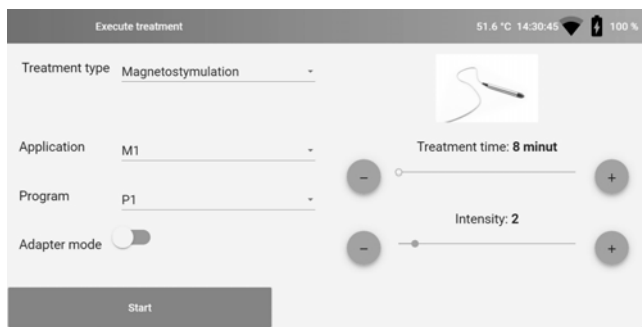 Execute treatment
51.6 °C 14:30:45 100 %
Treatment type Magnetostymulation
Application M1
Treatment time: 8 minut
- +
Program P1
Intensity: 2
Adapter mode
- +
Start